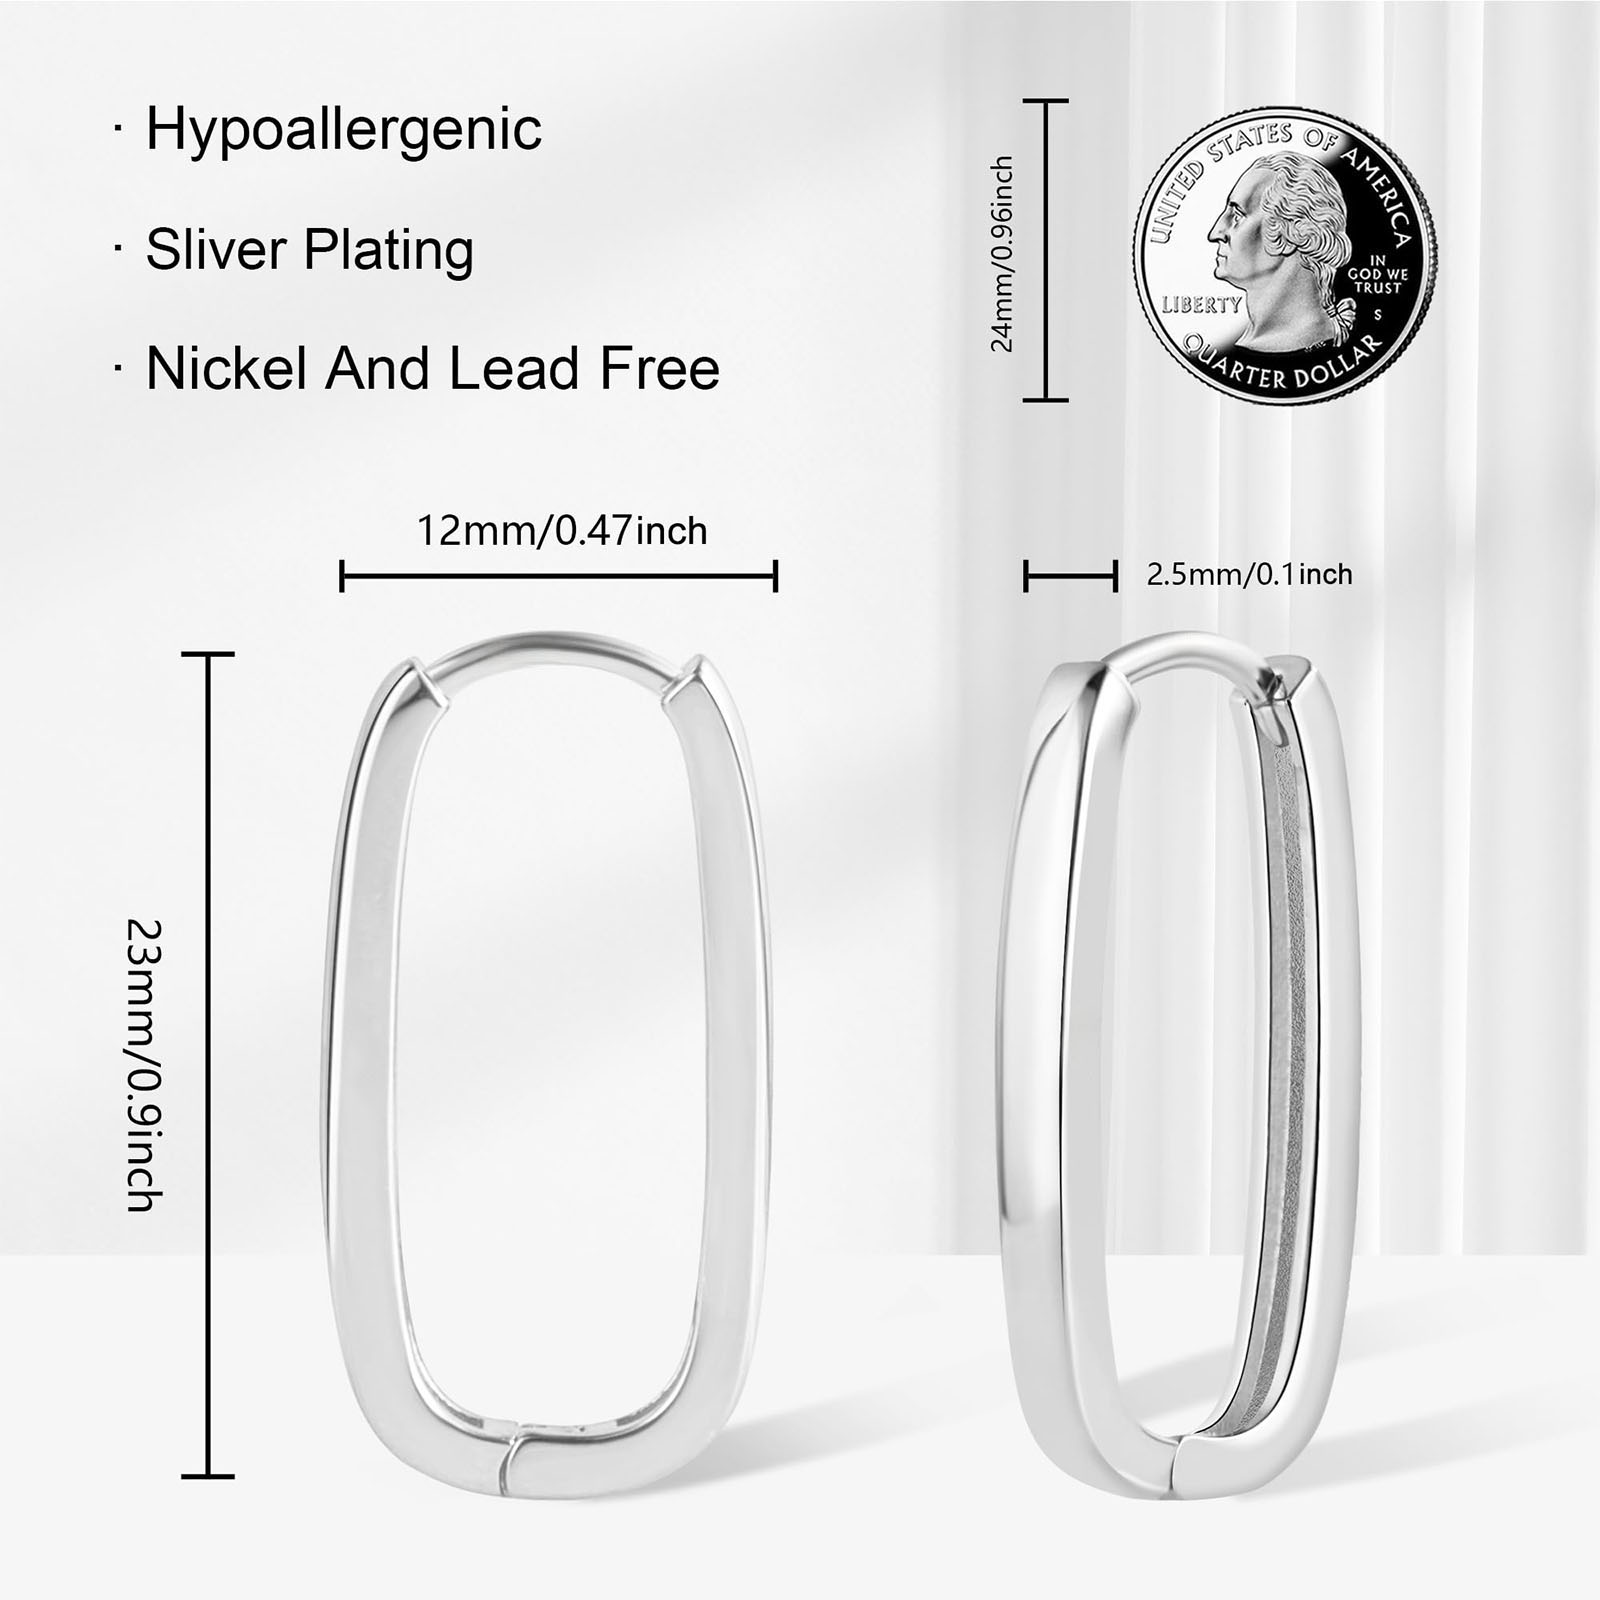 · Hypoallergenic
· Sliver Plating
· Nickel And Lead Free
24mm/0.96inch
UNITED STATES OF AMERICA
IN
GOD WE
TRUST
LIBERTY
S
QUARTER DOLLAR
12mm/0.47inch
2.5mm/0.1inch
23mm/0.9inch